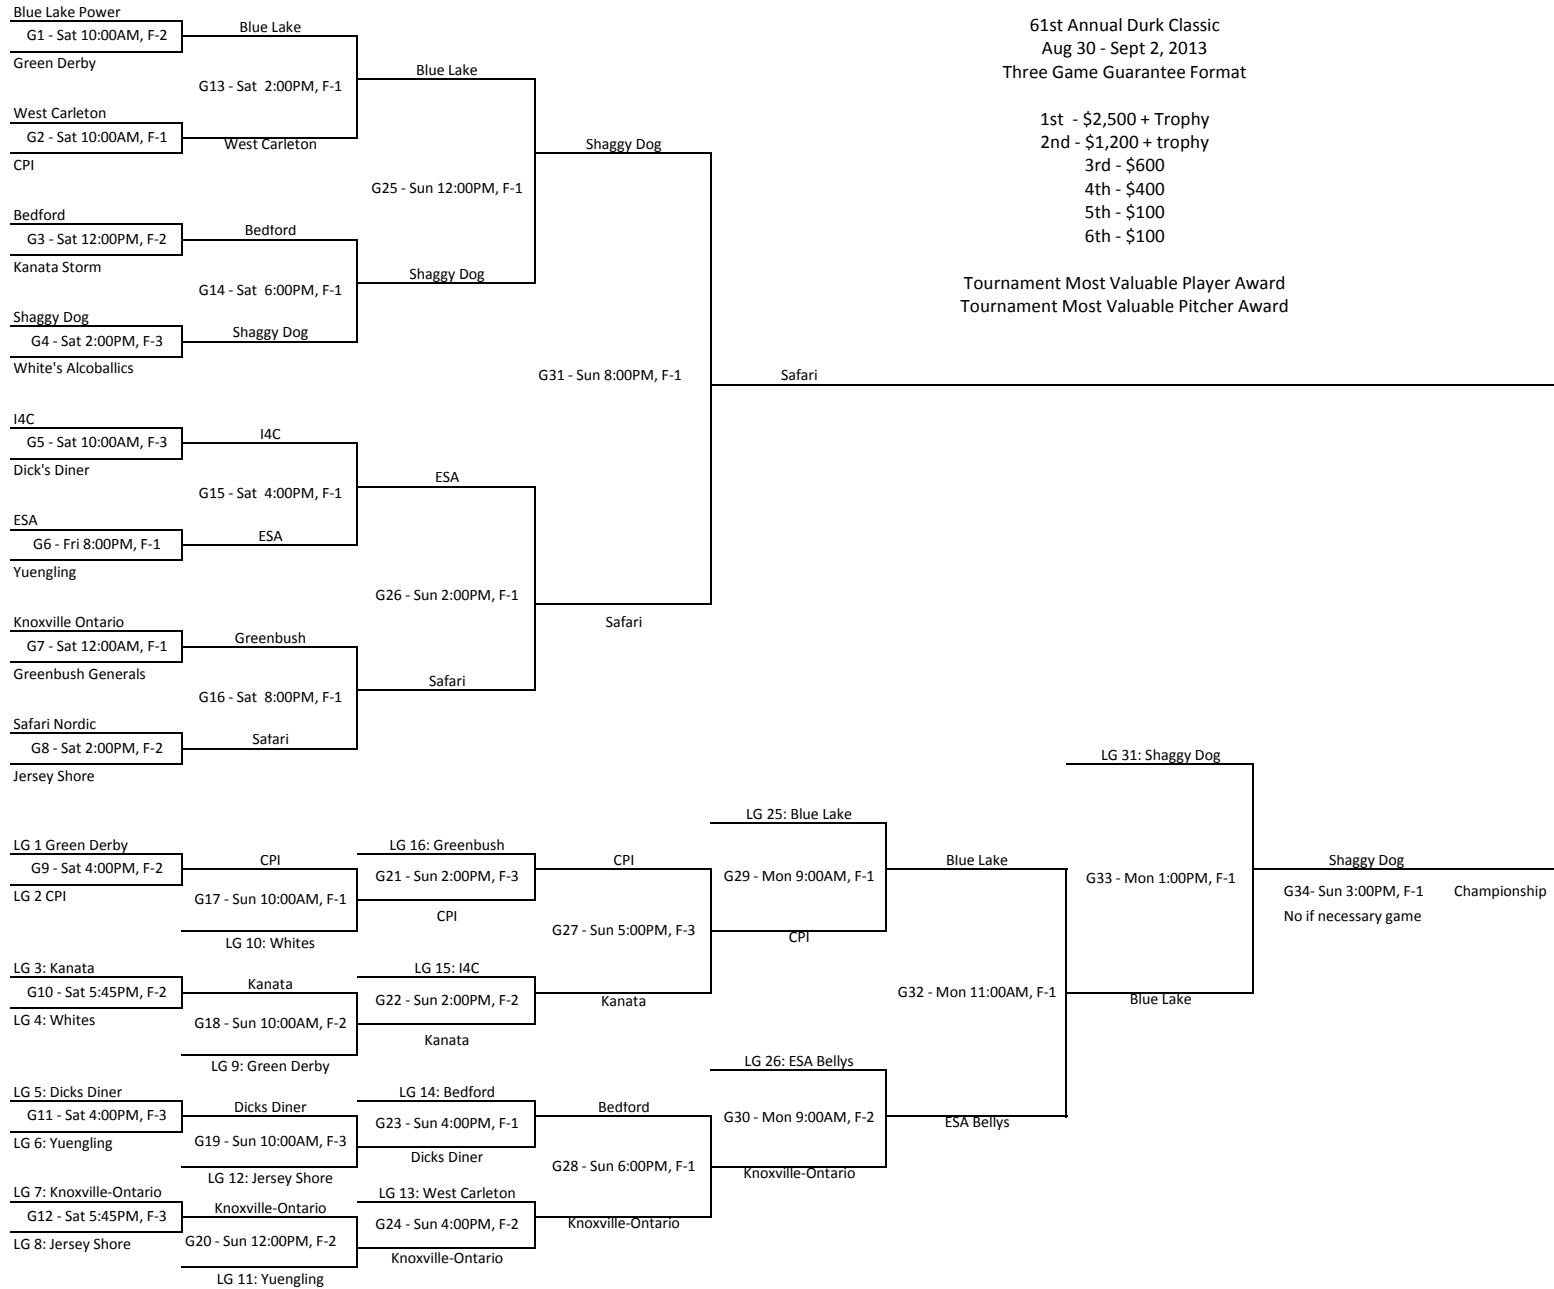 61st Annual Durk Classic
Aug 30 - Sept 2, 2013
Three Game Guarantee Format
1st - $2,500 + Trophy
2nd - $1,200 + trophy
3rd - $600
4th - $400
5th - $100
6th - $100
Tournament Most Valuable Player Award
Tournament Most Valuable Pitcher Award
Blue Lake Power
G1 - Sat 10:00AM, F-2
Green Derby
West Carleton
G2 - Sat 10:00AM, F-1
CPI
Bedford
G3 - Sat 12:00PM, F-2
Kanata Storm
Shaggy Dog
G4 - Sat 2:00PM, F-3
White's Alcoballics
I4C
G5 - Sat 10:00AM, F-3
Dick's Diner
ESA
G6 - Fri 8:00PM, F-1
Yuengling
Knoxville Ontario
G7 - Sat 12:00AM, F-1
Greenbush Generals
Safari Nordic
G8 - Sat 2:00PM, F-2
Jersey Shore
Blue Lake
G13 - Sat 2:00PM, F-1
West Carleton
Bedford
G14 - Sat 6:00PM, F-1
Shaggy Dog
I4C
G15 - Sat 4:00PM, F-1
ESA
Greenbush
G16 - Sat 8:00PM, F-1
Safari
Blue Lake
G25 - Sun 12:00PM, F-1
Shaggy Dog
ESA
G26 - Sun 2:00PM, F-1
Safari
Shaggy Dog
G31 - Sun 8:00PM, F-1
Safari
Safari
LG 1 Green Derby
G9 - Sat 4:00PM, F-2
LG 2 CPI
LG 3: Kanata
G10 - Sat 5:45PM, F-2
LG 4: Whites
LG 5: Dicks Diner
G11 - Sat 4:00PM, F-3
LG 6: Yuengling
LG 7: Knoxville-Ontario
G12 - Sat 5:45PM, F-3
LG 8: Jersey Shore
CPI
G17 - Sun 10:00AM, F-1
LG 10: Whites
Kanata
G18 - Sun 10:00AM, F-2
LG 9: Green Derby
Dicks Diner
G19 - Sun 10:00AM, F-3
LG 12: Jersey Shore
Knoxville-Ontario
G20 - Sun 12:00PM, F-2
LG 11: Yuengling
LG 16: Greenbush
G21 - Sun 2:00PM, F-3
CPI
LG 15: I4C
G22 - Sun 2:00PM, F-2
Kanata
LG 14: Bedford
G23 - Sun 4:00PM, F-1
Dicks Diner
LG 13: West Carleton
G24 - Sun 4:00PM, F-2
Knoxville-Ontario
CPI
G27 - Sun 5:00PM, F-3
Kanata
Bedford
G28 - Sun 6:00PM, F-1
Knoxville-Ontario
LG 25: Blue Lake
G29 - Mon 9:00AM, F-1
CPI
LG 26: ESA Bellys
G30 - Mon 9:00AM, F-2
Knoxville-Ontario
Blue Lake
G32 - Mon 11:00AM, F-1
ESA Bellys
LG 31: Shaggy Dog
G33 - Mon 1:00PM, F-1
Blue Lake
Shaggy Dog
G34- Sun 3:00PM, F-1 Championship
No if necessary game